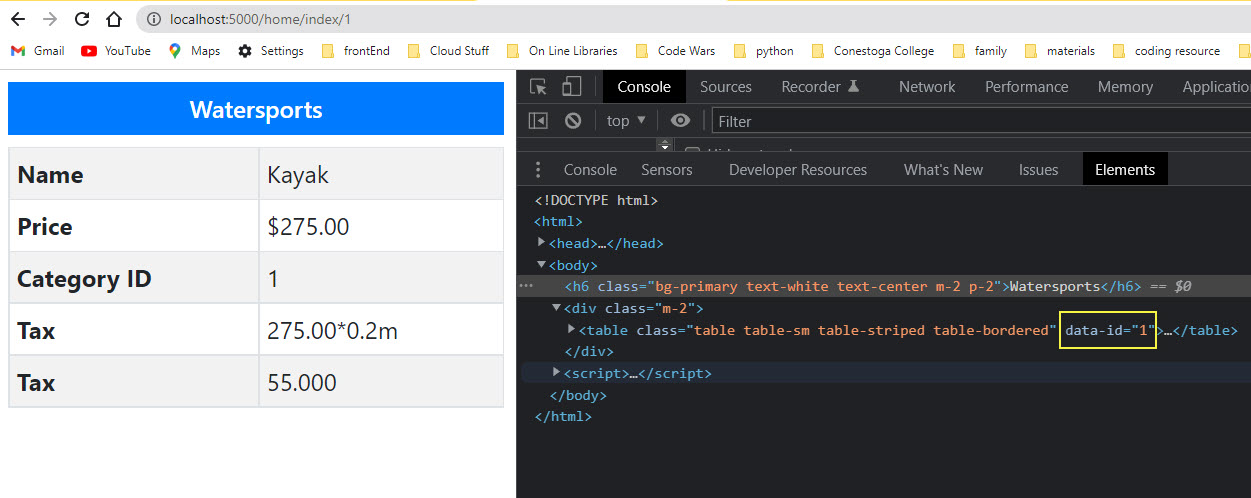 localhost:5000/home/index/1
Gmail YouTube Maps Settings frontEnd Cloud Stuff On Line Libraries Code Wars python Conestoga College family materials coding resource
Watersports
Name Kayak
Price $275.00
Category ID 1
Tax 275.00*0.2m
Tax 55.000
Console Sources Recorder Network Performance Memory Application
top Filter
Console Sensors Developer Resources What's New Issues Elements
<!DOCTYPE html>
<html>
<head>…</head>
<body>
<h6 class="bg-primary text-white text-center m-2 p-2">Watersports</h6> == $0
<div class="m-2">
<table class="table table-sm table-striped table-bordered" data-id="1">…</table>
</div>
<script>…</script>
</body>
</html>